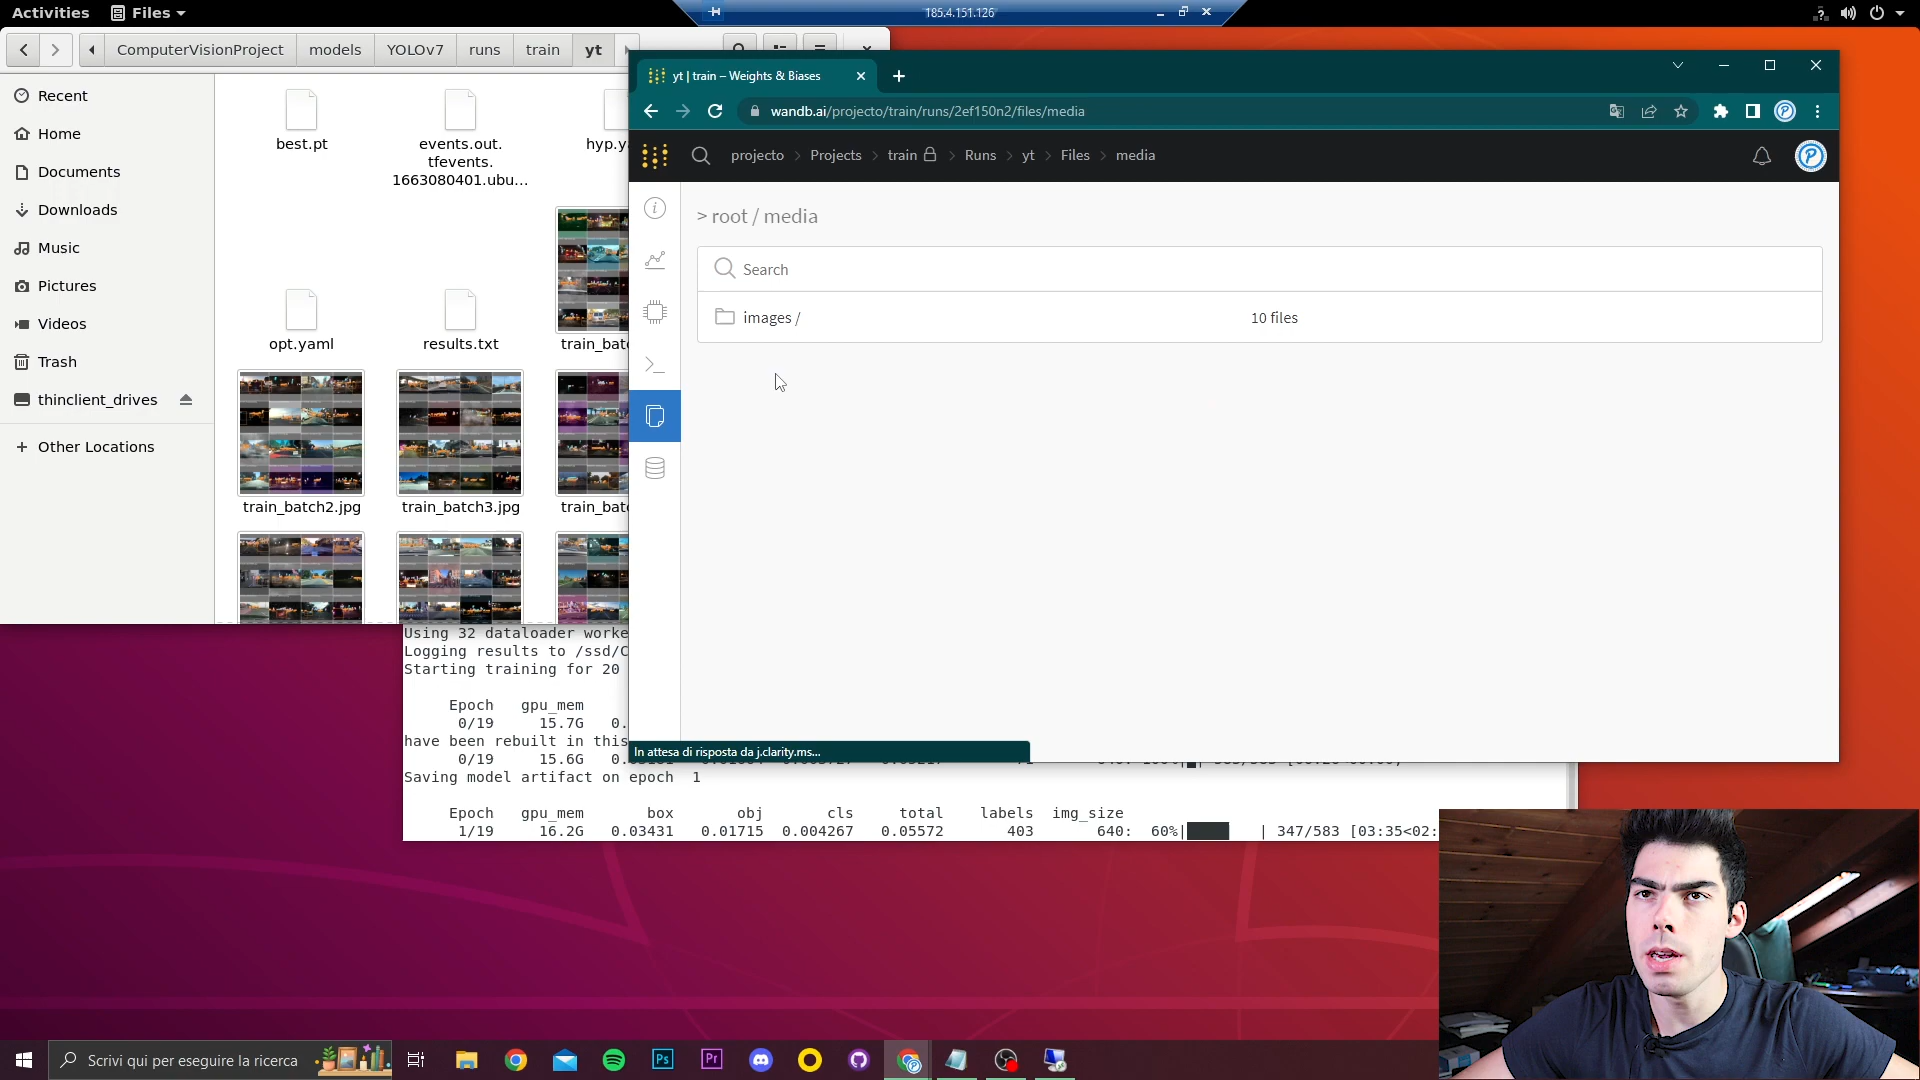 Activities
Files
185.4.151.126
ComputerVisionProject
models
YOLOv7
runs
train
yt
Recent
Home
Documents
Downloads
Music
Pictures
Videos
Trash
thinclient_drives
Other Locations
best.pt
events.out.
tfevents.
1663080401.ubu...
hyp.ya
opt.yaml
results.txt
train_batc
train_batch2.jpg
train_batch3.jpg
train_batc
yt | train – Weights & Biases
wandb.ai/projecto/train/runs/2ef150n2/files/media
projecto > Projects > train > Runs > yt > Files > media
> root / media
Search
images /
10 files
In attesa di risposta da j.clarity.ms...
Using 32 dataloader worke
Logging results to /ssd/C
Starting training for 20
Epoch gpu_mem
0/19 15.7G 0.
have been rebuilt in this
0/19 15.6G
Saving model artifact on epoch 1
Epoch gpu_mem box obj cls total labels img_size
1/19 16.2G 0.03431 0.01715 0.004267 0.05572 403 640: 60%| | 347/583 [03:35<02:
Scrivi qui per eseguire la ricerca
Ps
Pr